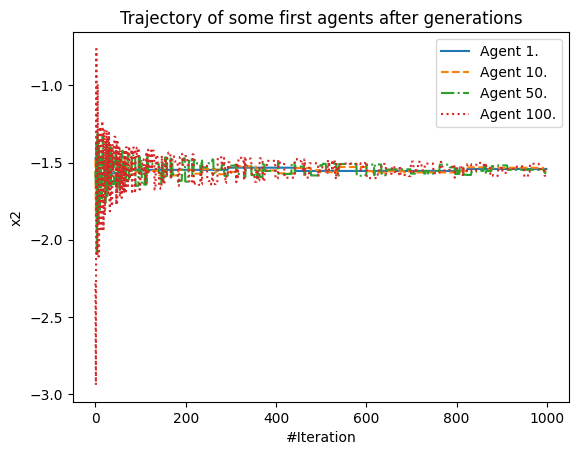 Trajectory of some first agents after generations
Agent 1.
Agent 10.
Agent 50.
Agent 100.
−1.0
−1.5
−2.0
−2.5
−3.0
x2
0
200
400
600
800
1000
#Iteration